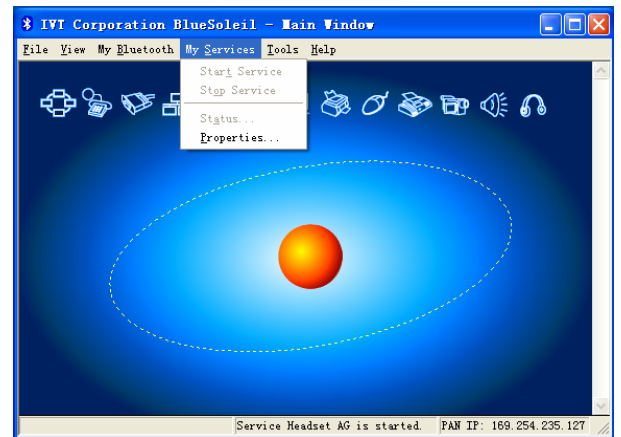 IVT Corporation BlueSoleil - Main Window
File View My Bluetooth My Services Tools Help
Start Service
Stop Service
Status...
Properties...
Service Headset AG is started. PAN IP: 169.254.235.127